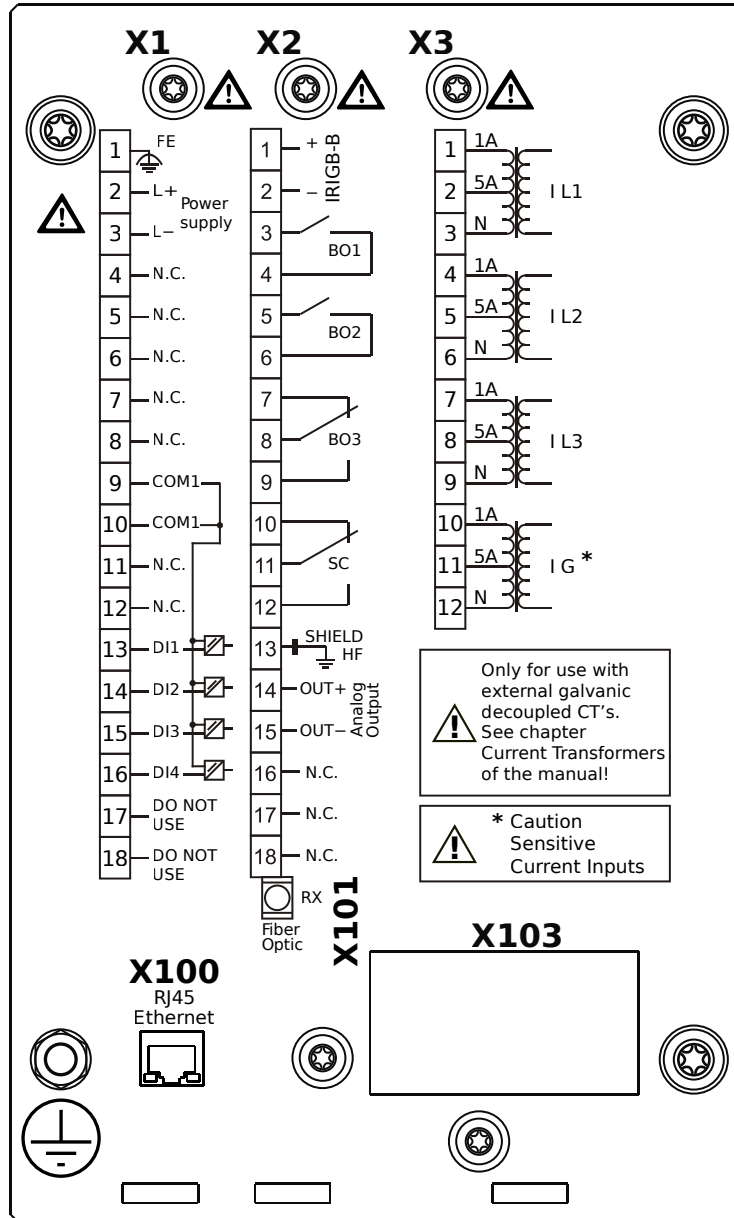 X1
X2
X3
1 FE
2 L+
3 L−
Power
supply
4 N.C.
5 N.C.
6 N.C.
7 N.C.
8 N.C.
9 COM1
10 COM1
11 N.C.
12 N.C.
13 DI1
14 DI2
15 DI3
16 DI4
17 DO NOT
USE
18 DO NOT
USE
1 +
2 −
IRIGB-B
3
4
BO1
5
6
BO2
7
8
9
BO3
10
11
12
SC
13 SHIELD
HF
14 OUT+
15 OUT−
Analog
Output
16 N.C.
17 N.C.
18 N.C.
RX
Fiber
Optic
X101
1 1A
2 5A
3 N
I L1
4 1A
5 5A
6 N
I L2
7 1A
8 5A
9 N
I L3
10 1A
11 5A
12 N
I G *
Only for use with
external galvanic
decoupled CT's.
See chapter
Current Transformers
of the manual!
* Caution
Sensitive
Current Inputs
X100
RJ45
Ethernet
X103